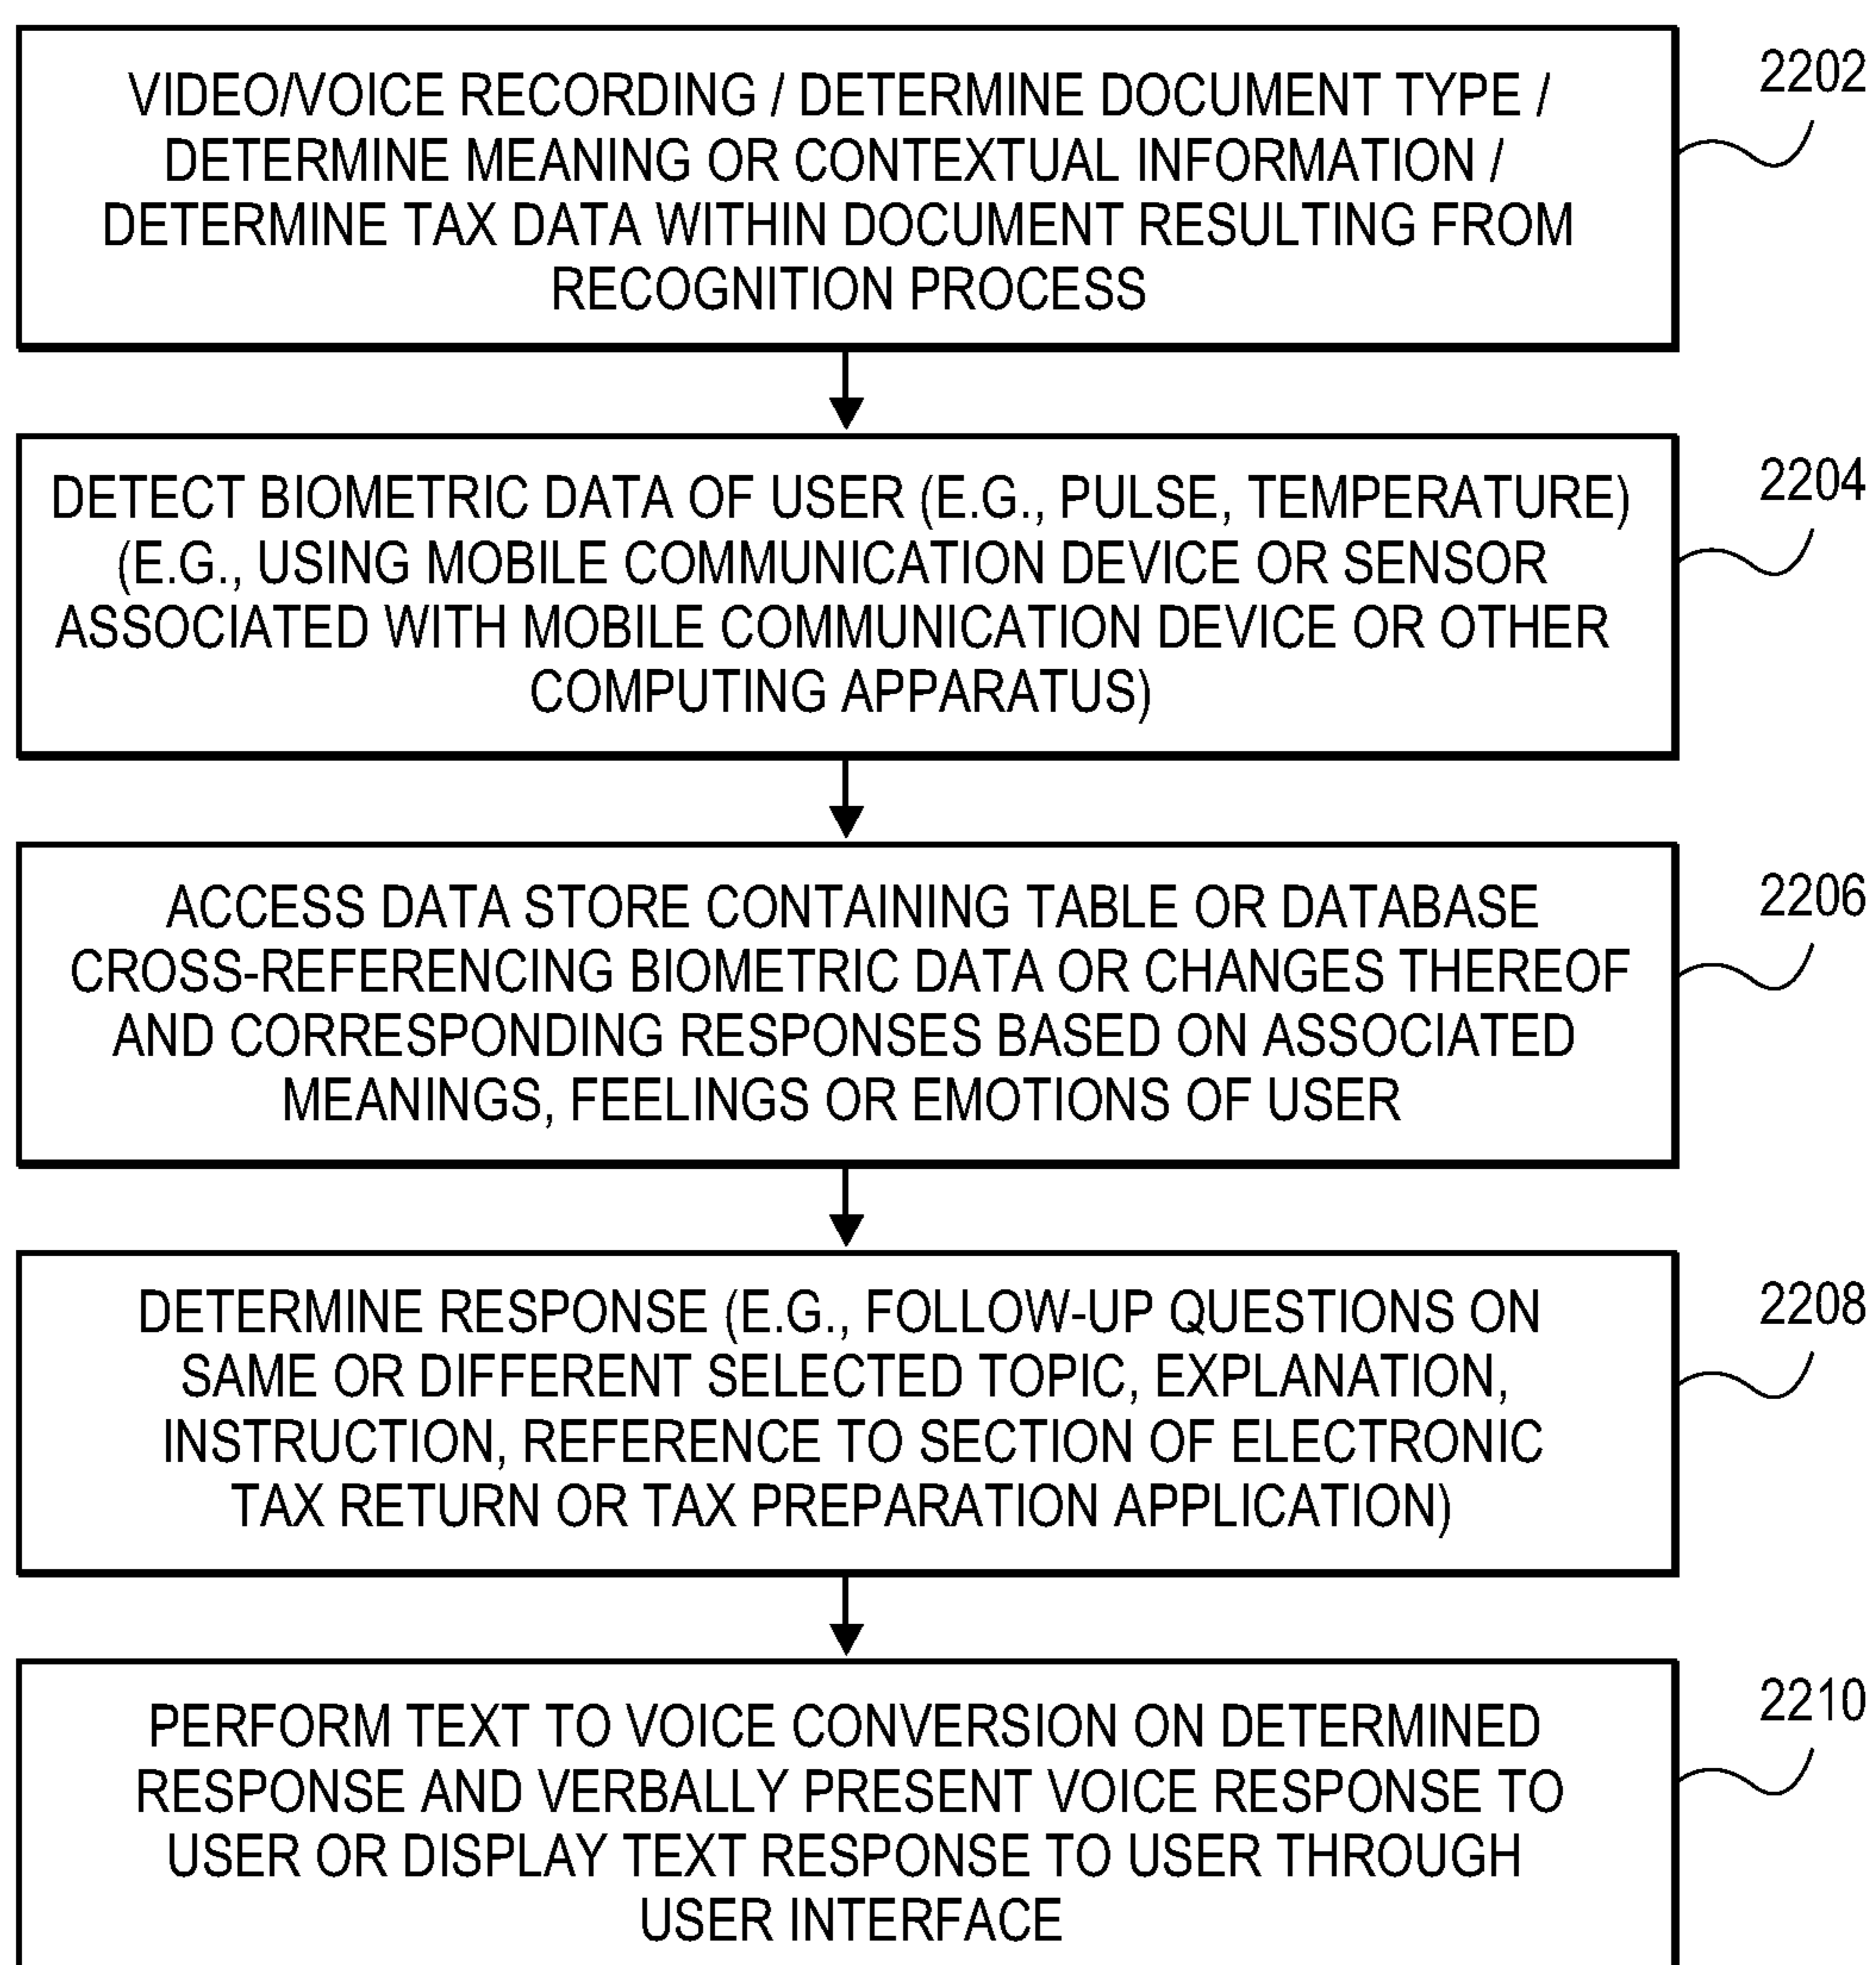 VIDEO/VOICE RECORDING / DETERMINE DOCUMENT TYPE /
DETERMINE MEANING OR CONTEXTUAL INFORMATION /
DETERMINE TAX DATA WITHIN DOCUMENT RESULTING FROM
RECOGNITION PROCESS
2202
DETECT BIOMETRIC DATA OF USER (E.G., PULSE, TEMPERATURE)
(E.G., USING MOBILE COMMUNICATION DEVICE OR SENSOR
ASSOCIATED WITH MOBILE COMMUNICATION DEVICE OR OTHER
COMPUTING APPARATUS)
2204
ACCESS DATA STORE CONTAINING TABLE OR DATABASE
CROSS-REFERENCING BIOMETRIC DATA OR CHANGES THEREOF
AND CORRESPONDING RESPONSES BASED ON ASSOCIATED
MEANINGS, FEELINGS OR EMOTIONS OF USER
2206
DETERMINE RESPONSE (E.G., FOLLOW-UP QUESTIONS ON
SAME OR DIFFERENT SELECTED TOPIC, EXPLANATION,
INSTRUCTION, REFERENCE TO SECTION OF ELECTRONIC
TAX RETURN OR TAX PREPARATION APPLICATION)
2208
PERFORM TEXT TO VOICE CONVERSION ON DETERMINED
RESPONSE AND VERBALLY PRESENT VOICE RESPONSE TO
USER OR DISPLAY TEXT RESPONSE TO USER THROUGH
USER INTERFACE
2210